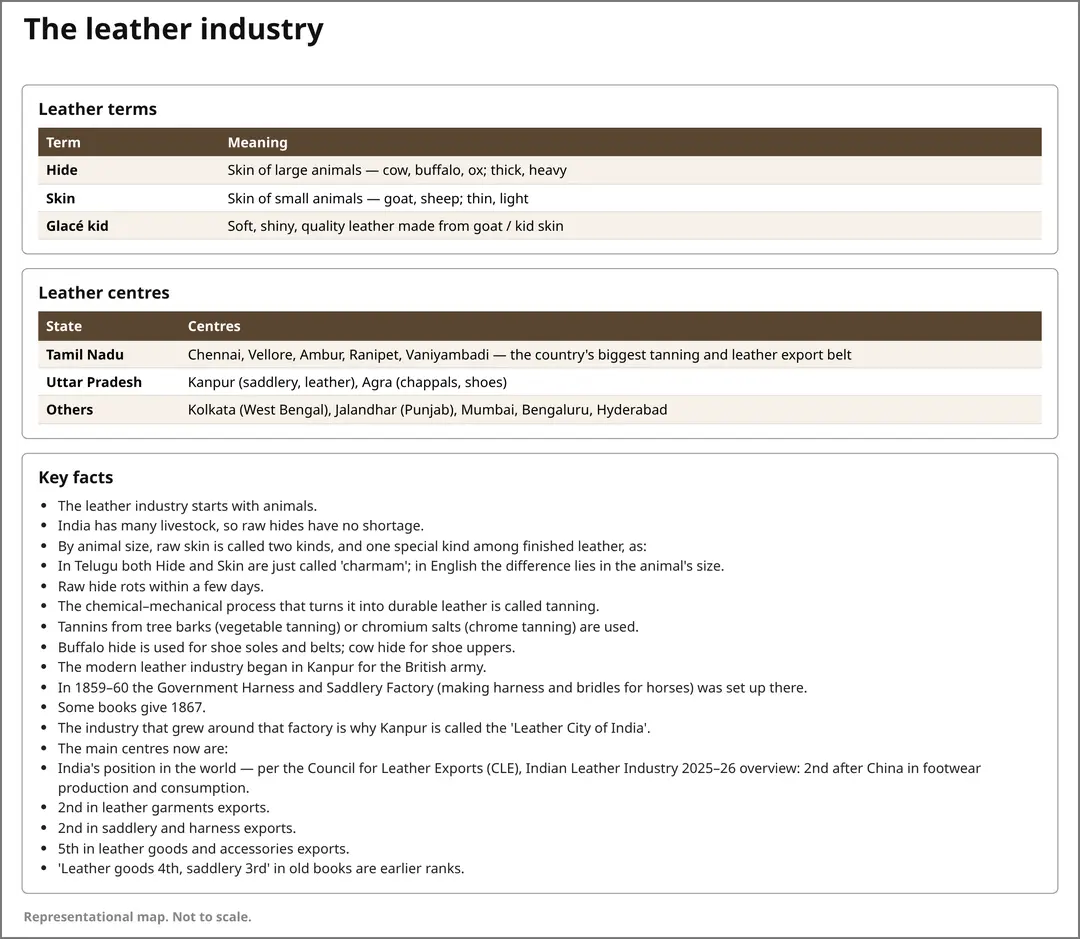 The leather industry
Leather terms
Term Meaning
Hide Skin of large animals — cow, buffalo, ox; thick, heavy
Skin Skin of small animals — goat, sheep; thin, light
Glacé kid Soft, shiny, quality leather made from goat / kid skin
Leather centres
State Centres
Tamil Nadu Chennai, Vellore, Ambur, Ranipet, Vaniyambadi — the country's biggest tanning and leather export belt
Uttar Pradesh Kanpur (saddlery, leather), Agra (chappals, shoes)
Others Kolkata (West Bengal), Jalandhar (Punjab), Mumbai, Bengaluru, Hyderabad
Key facts
• The leather industry starts with animals.
• India has many livestock, so raw hides have no shortage.
• By animal size, raw skin is called two kinds, and one special kind among finished leather, as:
• In Telugu both Hide and Skin are just called 'charmam'; in English the difference lies in the animal's size.
• Raw hide rots within a few days.
• The chemical–mechanical process that turns it into durable leather is called tanning.
• Tannins from tree barks (vegetable tanning) or chromium salts (chrome tanning) are used.
• Buffalo hide is used for shoe soles and belts; cow hide for shoe uppers.
• The modern leather industry began in Kanpur for the British army.
• In 1859–60 the Government Harness and Saddlery Factory (making harness and bridles for horses) was set up there.
• Some books give 1867.
• The industry that grew around that factory is why Kanpur is called the 'Leather City of India'.
• The main centres now are:
• India's position in the world — per the Council for Leather Exports (CLE), Indian Leather Industry 2025–26 overview: 2nd after China in footwear
production and consumption.
• 2nd in leather garments exports.
• 2nd in saddlery and harness exports.
• 5th in leather goods and accessories exports.
• 'Leather goods 4th, saddlery 3rd' in old books are earlier ranks.
Representational map. Not to scale.